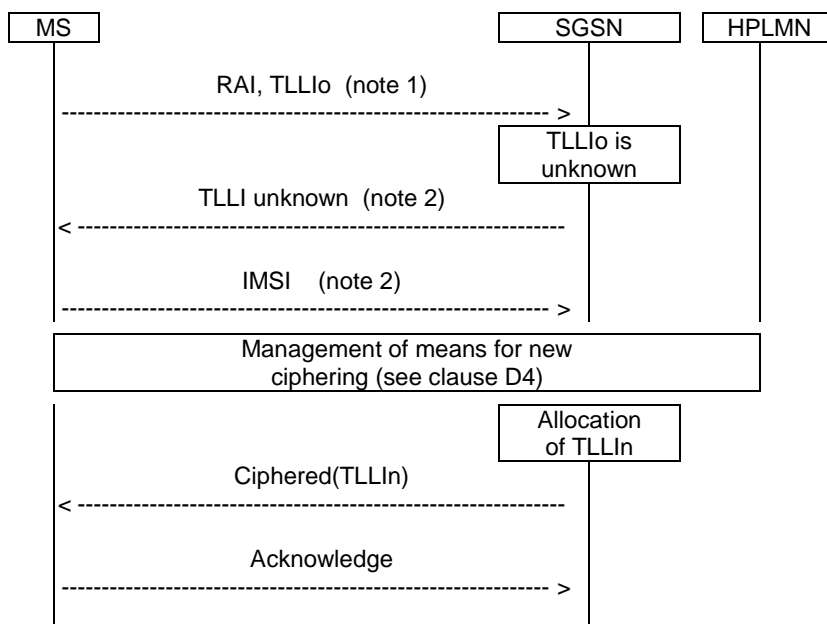 MS SGSN HPLMN
RAI, TLLIo (note 1)
TLLIo is
unknown
TLLI unknown (note 2)
IMSI (note 2)
Management of means for new
ciphering (see clause D4)
Allocation
of TLLIn
Ciphered(TLLIn)
Acknowledge